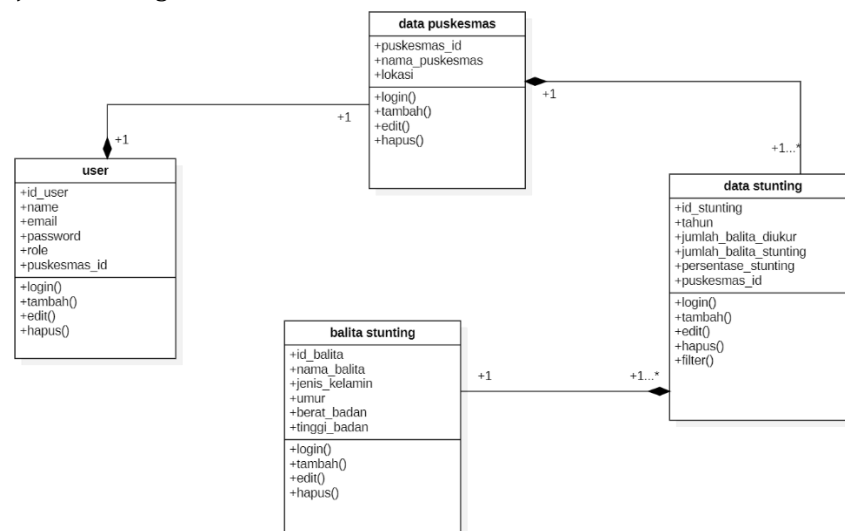 data puskesmas
+puskesmas_id
+nama_puskesmas
+lokasi
+login()
+tambah()
+edit()
+hapus()
+1
+1...*
+1
+1
user
+id_user
+name
+email
+password
+role
+puskesmas_id
+login()
+tambah()
+edit()
+hapus()
data stunting
+id_stunting
+tahun
+jumlah_balita_diukur
+jumlah_balita_stunting
+persentase_stunting
+puskesmas_id
+login()
+tambah()
+edit()
+hapus()
+filter()
balita stunting
+id_balita
+nama_balita
+jenis_kelamin
+umur
+berat_badan
+tinggi_badan
+login()
+tambah()
+edit()
+hapus()
+1
+1...*